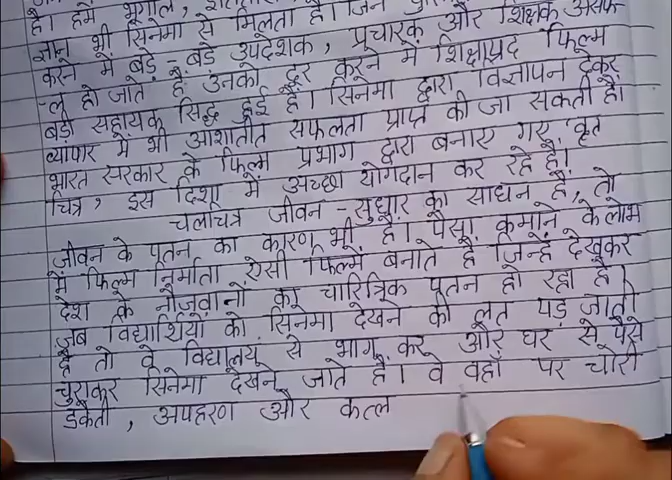 है। हमें भूगोल,
ज्ञान भी सिनेमा से मिलता है। जिन
करने में बड़े-बड़े उपदेशक, प्रचारक और शिक्षक असफ-
-ल हो जाते हैं उनको दूर करने में शिक्षाप्रद फिल्म
बड़ी सहायक सिद्ध हुई हैं। सिनेमा द्वारा विज्ञापन देकर
व्यापार में भी आशातीत सफलता प्राप्त की जा सकती है।
भारत सरकार के फिल्म प्रभाग द्वारा बनाए गए वृत
चित्र, इस दिशा में अच्छा योगदान कर रहे हैं।
चलचित्र जीवन-सुधार का साधन है, तो
जीवन के पतन का कारण भी है। पैसा कमाने के लोभ
में फिल्म निर्माता ऐसी फिल्में बनाते हैं जिन्हें देखकर
देश के नौजवानों का चारित्रिक पतन हो रहा है।
जब विद्यार्थियों को सिनेमा देखने की लत पड़ जाती
है तो वे विद्यालय से भाग कर और घर से पैसे
चुराकर सिनेमा देखने जाते हैं। वे वहाँ पर चोरी
डकैती, अपहरण और कत्ल